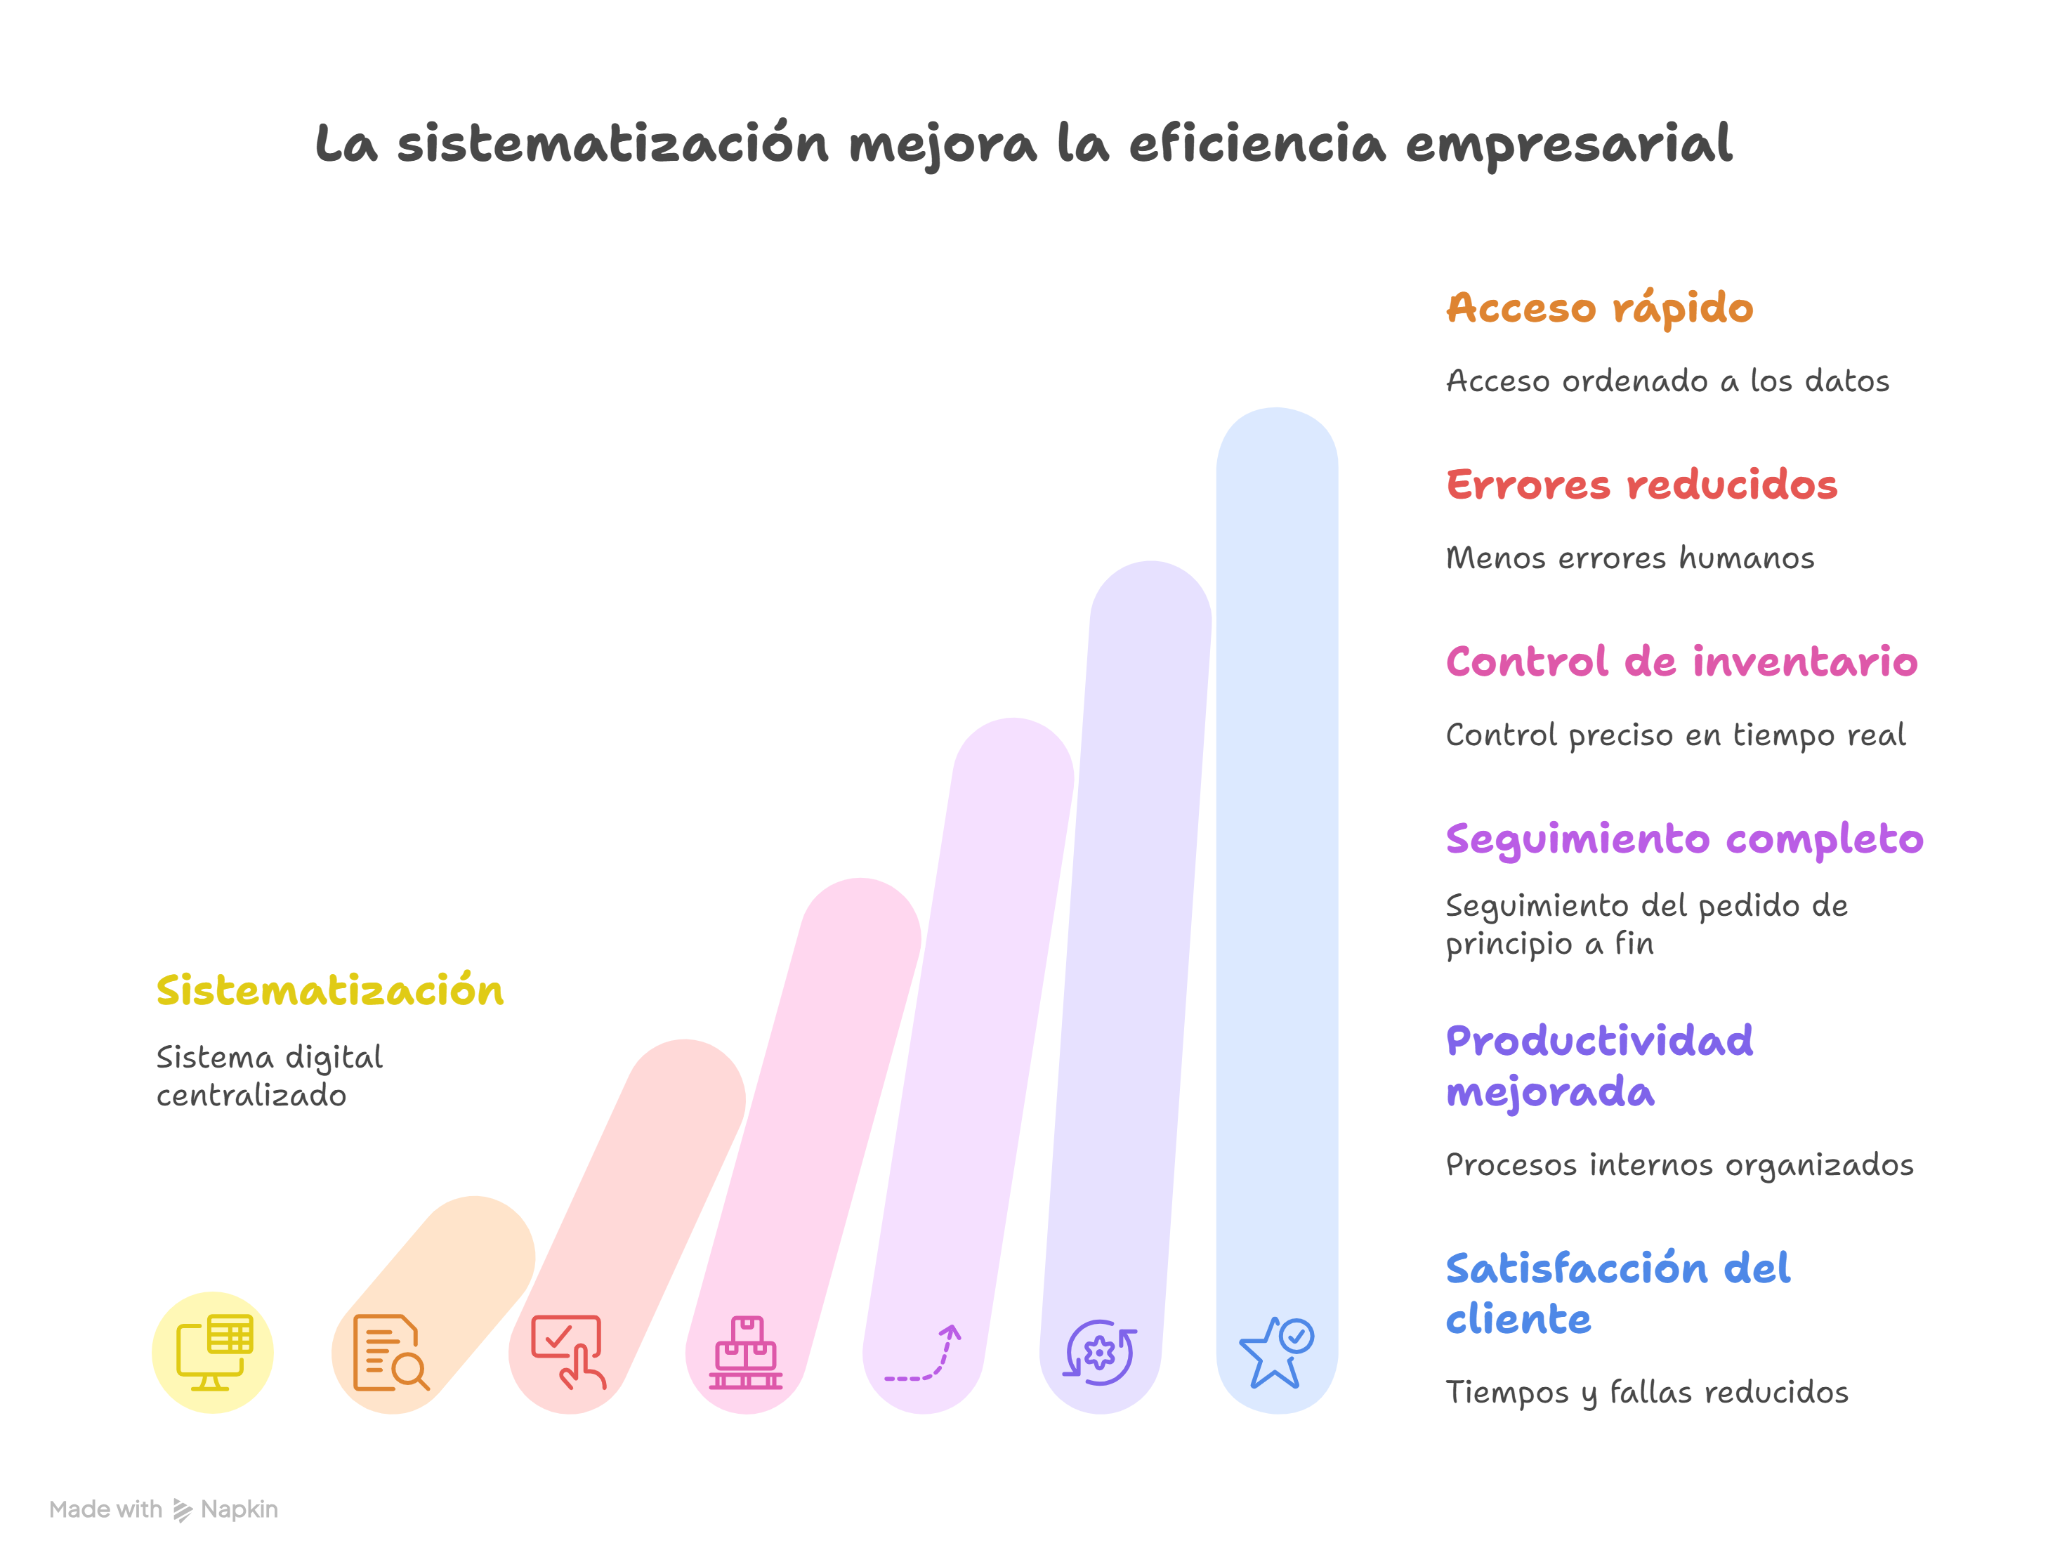 La sistematización mejora la eficiencia empresarial
Acceso rápido
Acceso ordenado a los datos
Errores reducidos
Menos errores humanos
Control de inventario
Control preciso en tiempo real
Seguimiento completo
Seguimiento del pedido de
principio a fin
Sistematización
Sistema digital
centralizado
Productividad
mejorada
Procesos internos organizados
Satisfacción del
cliente
Tiempos y fallas reducidos
Made with Napkin